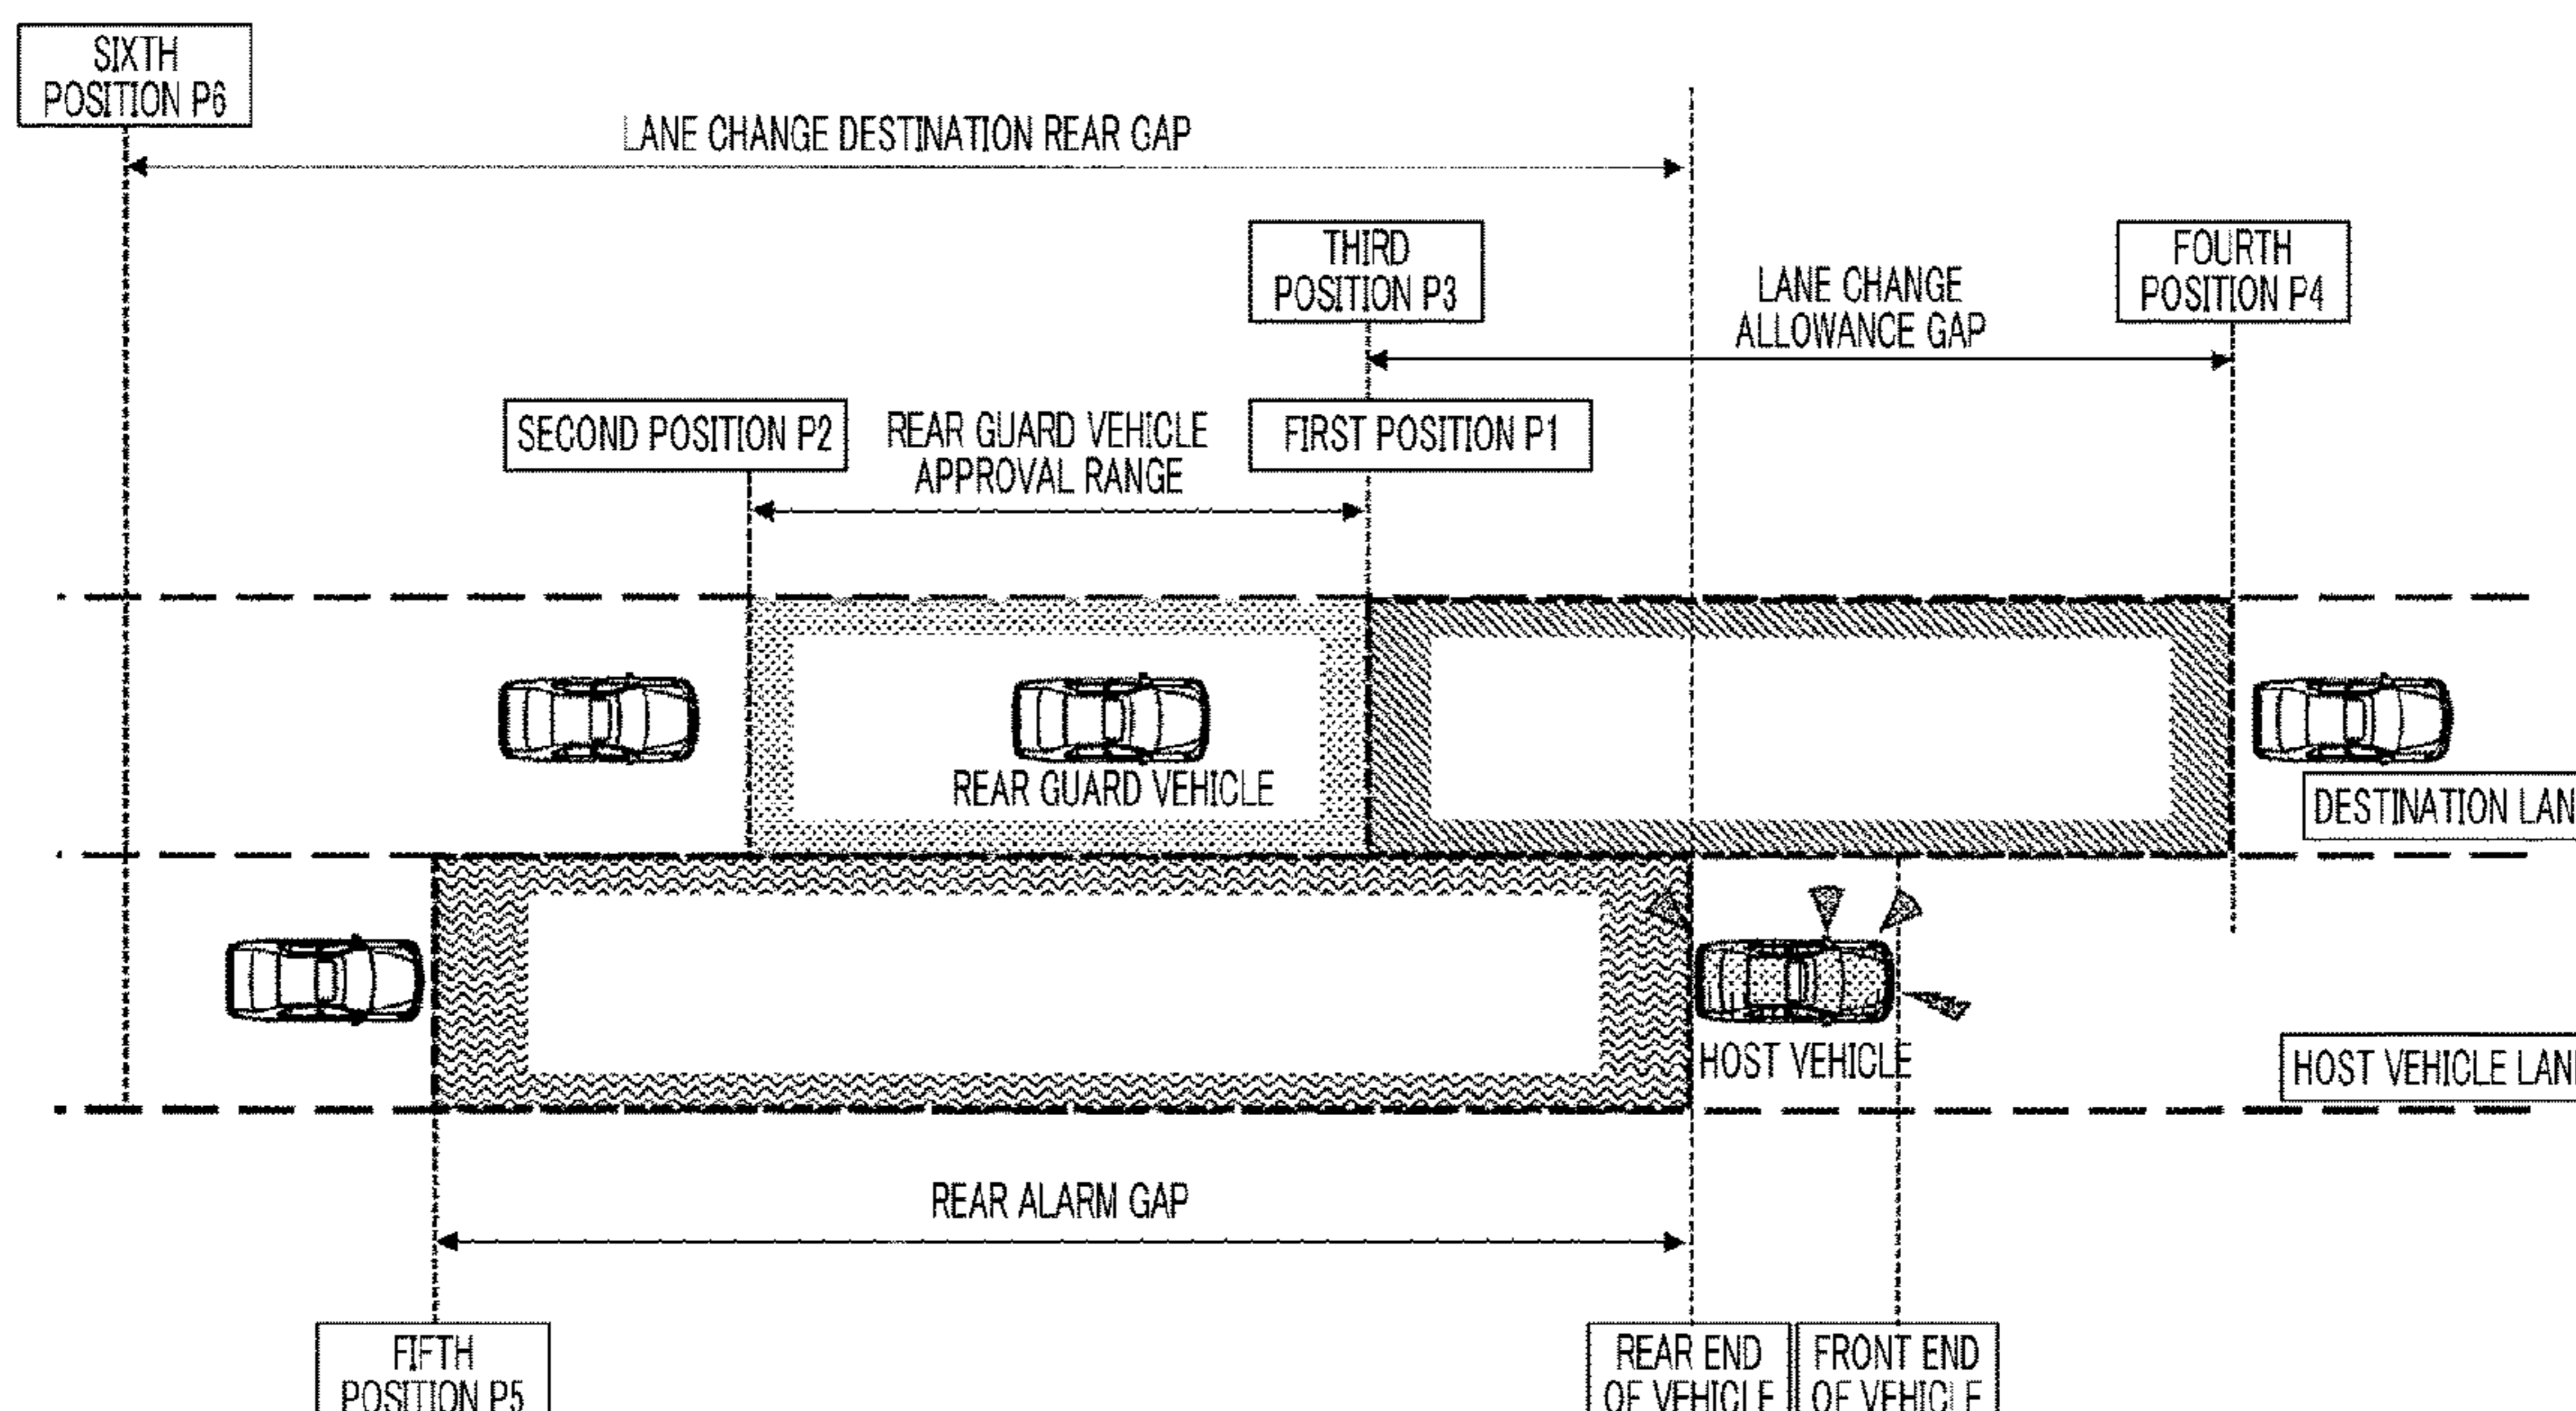 SIXTH
POSITION P6
LANE CHANGE DESTINATION REAR GAP
THIRD
POSITION P3
LANE CHANGE
ALLOWANCE GAP
FOURTH
POSITION P4
SECOND POSITION P2
REAR GUARD VEHICLE
APPROVAL RANGE
FIRST POSITION P1
REAR GUARD VEHICLE
DESTINATION LAN
HOST VEHICLE
HOST VEHICLE LAN
REAR ALARM GAP
FIFTH
POSITION P5
REAR END
OF VEHICLE
FRONT END
OF VEHICLE